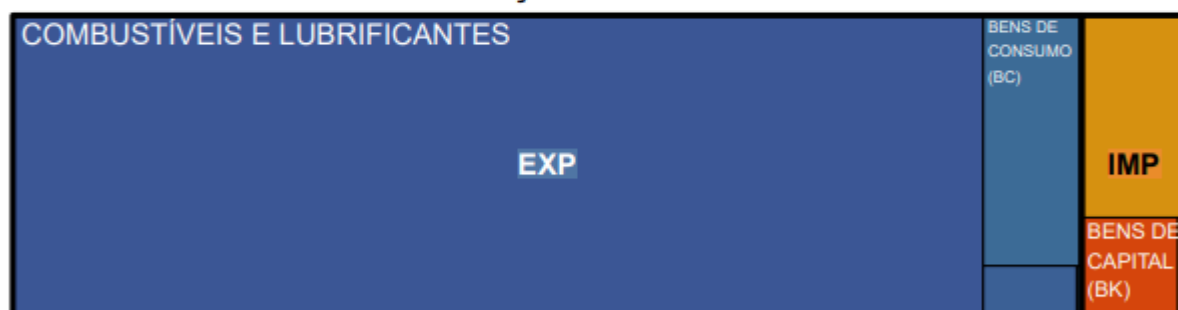 COMBUSTÍVEIS E LUBRIFICANTES
BENS DE
CONSUMO
(BC)
EXP
IMP
BENS DE
CAPITAL
(BK)